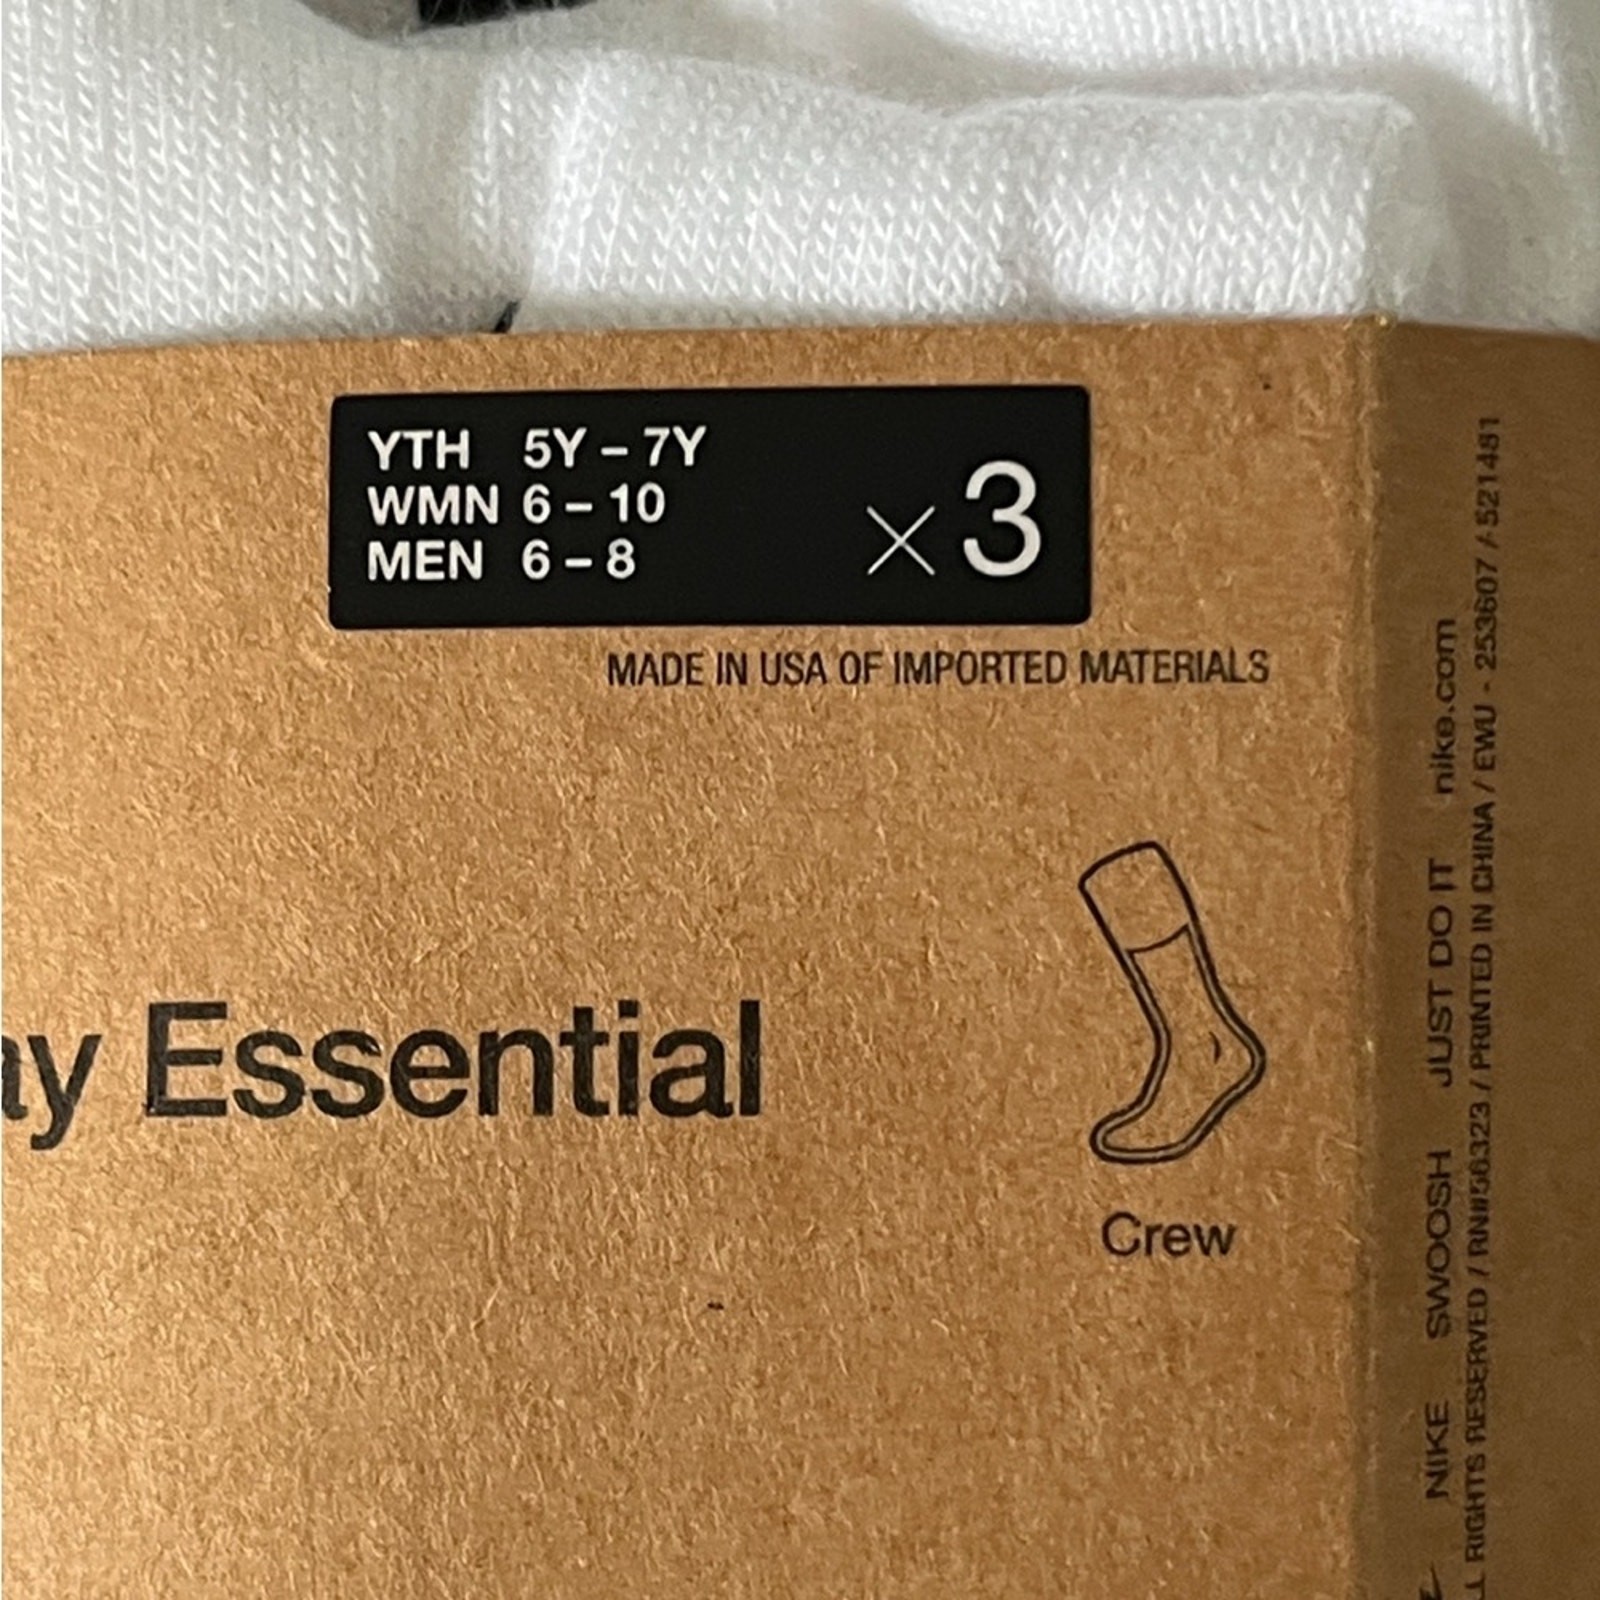 YTH 5Y – 7Y
WMN 6 – 10
MEN 6 – 8
× 3
MADE IN USA OF IMPORTED MATERIALS
ay Essential
Crew
NIKE SWOOSH JUST DO IT nike.com
RIGHTS RESERVED / RN#56323 / PRINTED IN CHINA / EWU - 253607 / 521481